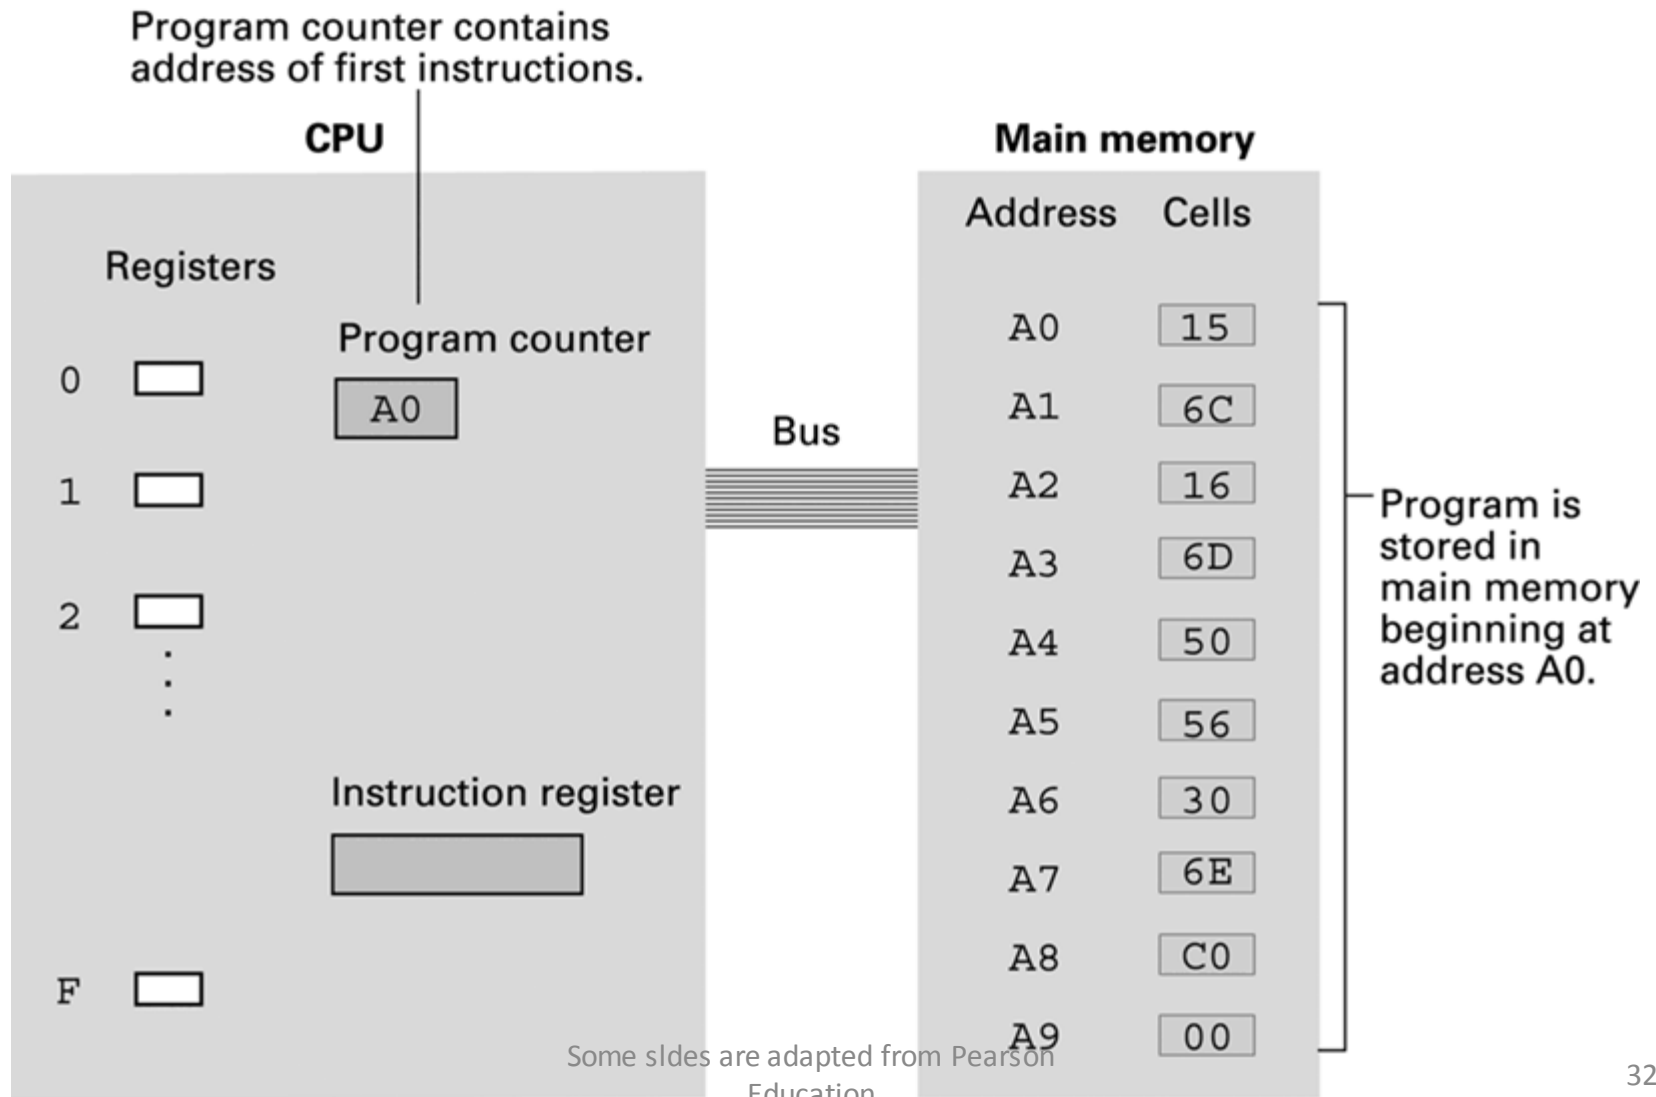 Program counter contains
address of first instructions.
CPU
Registers
0
1
2
F
Program counter
A0
Instruction register
Bus
Main memory
Address Cells
A0 15
A1 6C
A2 16
A3 6D
A4 50
A5 56
A6 30
A7 6E
A8 C0
A9 00
Program is
stored in
main memory
beginning at
address A0.
Some sldes are adapted from Pearson
Education
32